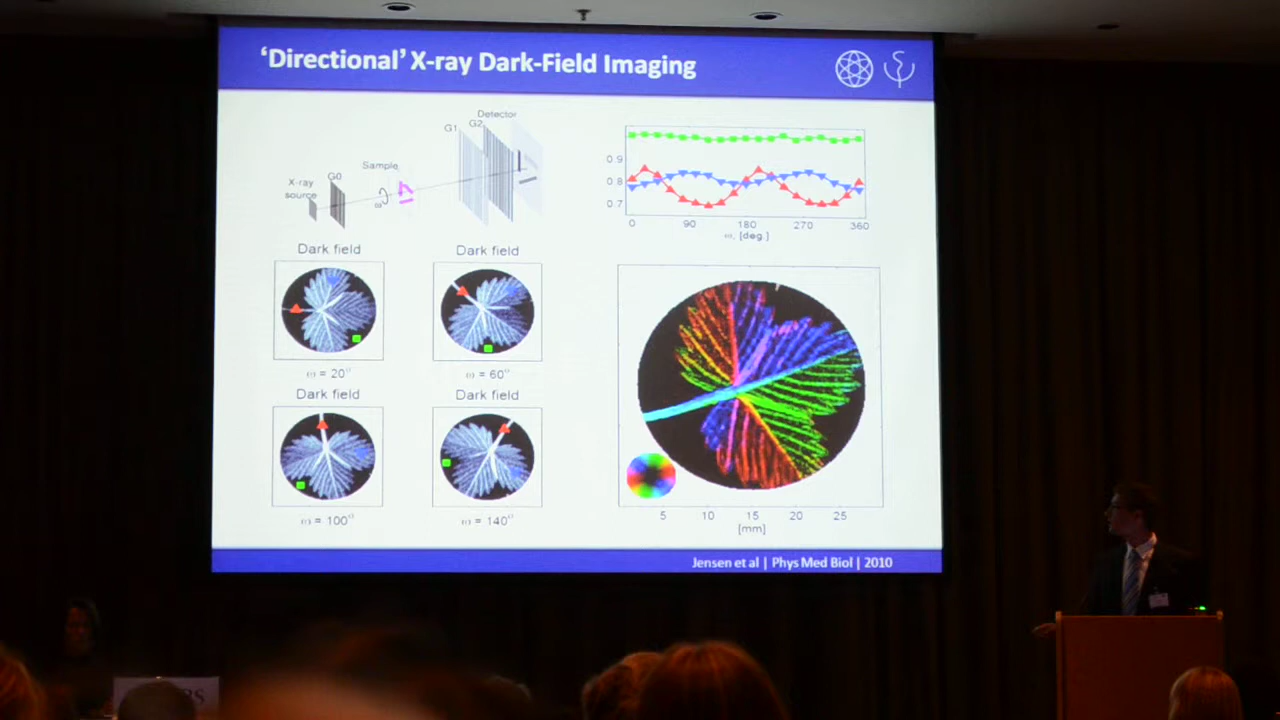 ‘Directional’ X-ray Dark-Field Imaging
Detector
G1
G2
Sample
G0
X-ray
source
ω
0.9
0.8
0.7
0
90
180
270
360
ω, [deg.]
Dark field
Dark field
ω = 20°
ω = 60°
Dark field
Dark field
ω = 100°
ω = 140°
5
10
15
20
25
[mm]
Jensen et al | Phys Med Biol | 2010